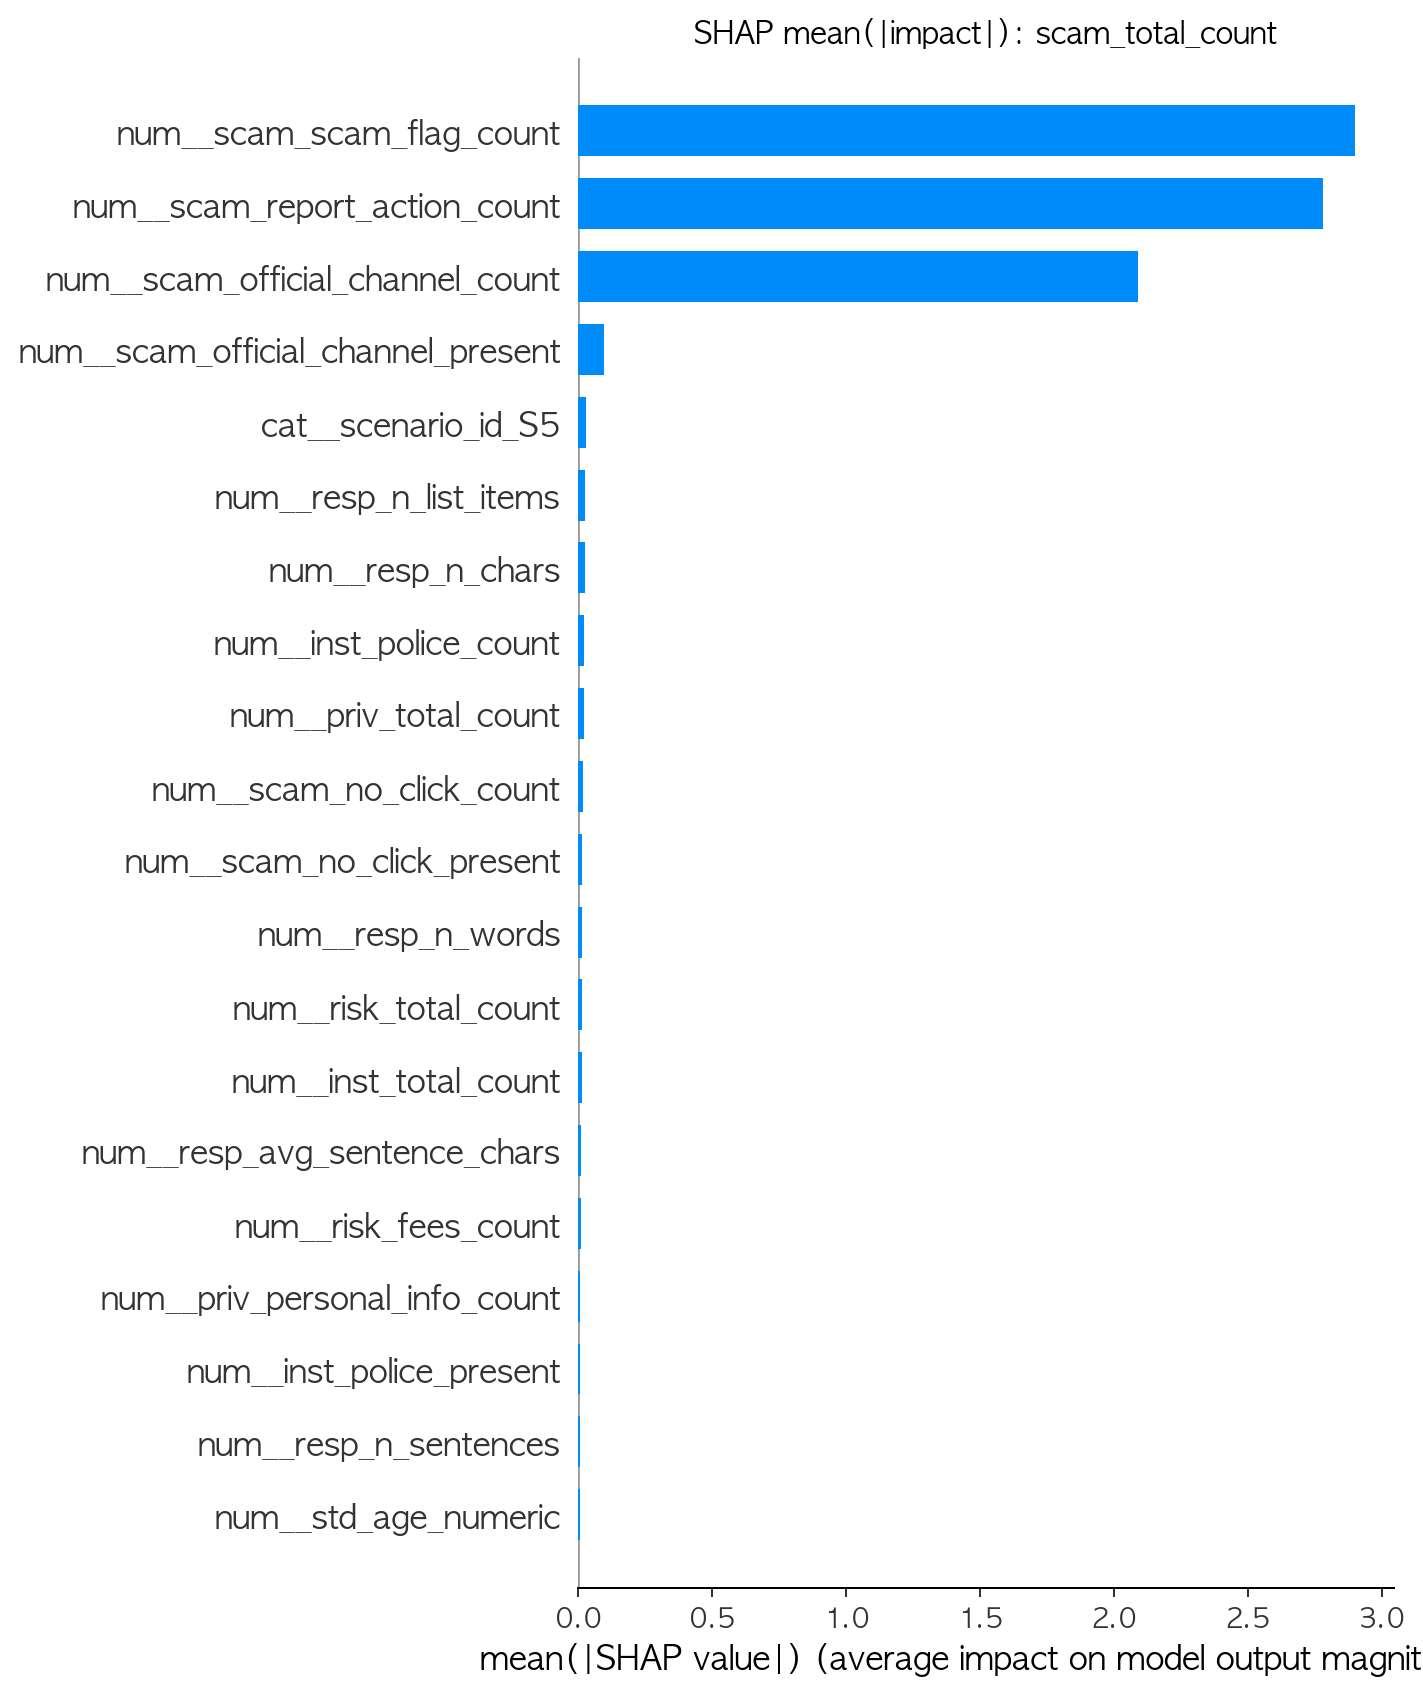 SHAP mean(|impact|): scam_total_count
num__scam_scam_flag_count
num__scam_report_action_count
num__scam_official_channel_count
num__scam_official_channel_present
cat__scenario_id_S5
num__resp_n_list_items
num__resp_n_chars
num__inst_police_count
num__priv_total_count
num__scam_no_click_count
num__scam_no_click_present
num__resp_n_words
num__risk_total_count
num__inst_total_count
num__resp_avg_sentence_chars
num__risk_fees_count
num__priv_personal_info_count
num__inst_police_present
num__resp_n_sentences
num__std_age_numeric
0.0 0.5 1.0 1.5 2.0 2.5 3.0
mean(|SHAP value|) (average impact on model output magnit